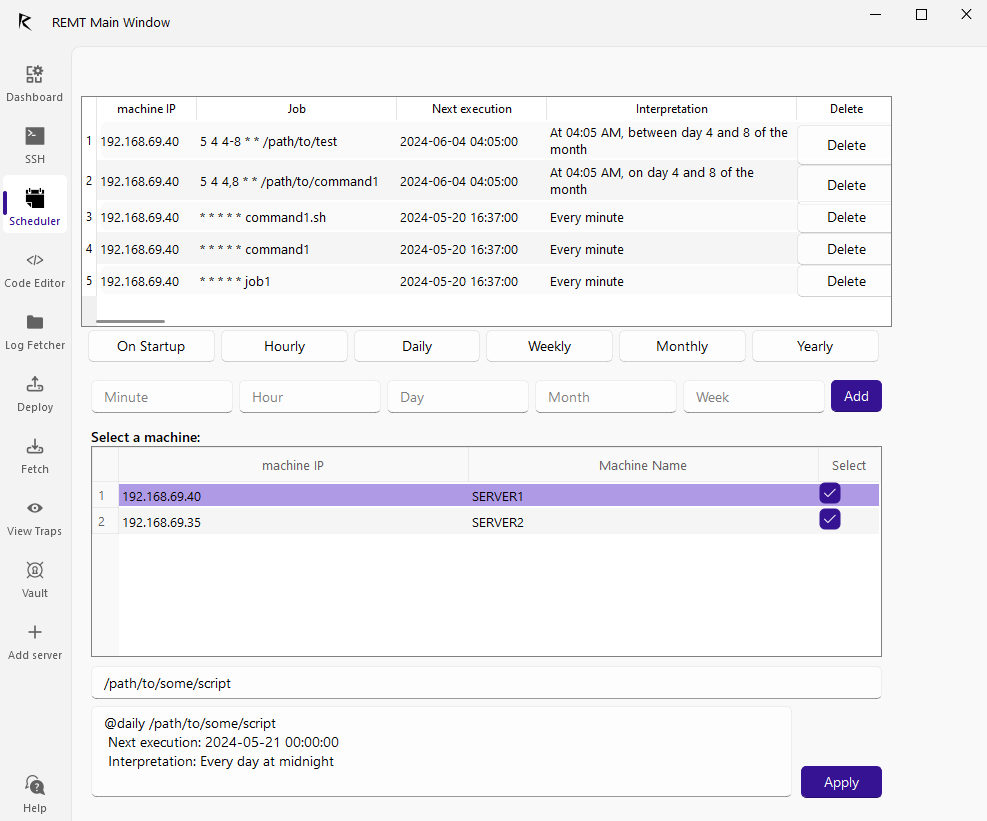 REMT Main Window
Dashboard
SSH
Scheduler
Code Editor
Log Fetcher
Deploy
Fetch
View Traps
Vault
Add server
Help
machine IP Job Next execution Interpretation Delete
1 192.168.69.40 5 4 4-8 * * /path/to/test 2024-06-04 04:05:00 At 04:05 AM, between day 4 and 8 of the
month Delete
2 192.168.69.40 5 4 4,8 * * /path/to/command1 2024-06-04 04:05:00 At 04:05 AM, on day 4 and 8 of the
month Delete
3 192.168.69.40 * * * * * command1.sh 2024-05-20 16:37:00 Every minute Delete
4 192.168.69.40 * * * * * command1 2024-05-20 16:37:00 Every minute Delete
5 192.168.69.40 * * * * * job1 2024-05-20 16:37:00 Every minute Delete
On Startup Hourly Daily Weekly Monthly Yearly
Minute Hour Day Month Week Add
Select a machine:
machine IP Machine Name Select
1 192.168.69.40 SERVER1
2 192.168.69.35 SERVER2
/path/to/some/script
@daily /path/to/some/script
Next execution: 2024-05-21 00:00:00
Interpretation: Every day at midnight
Apply